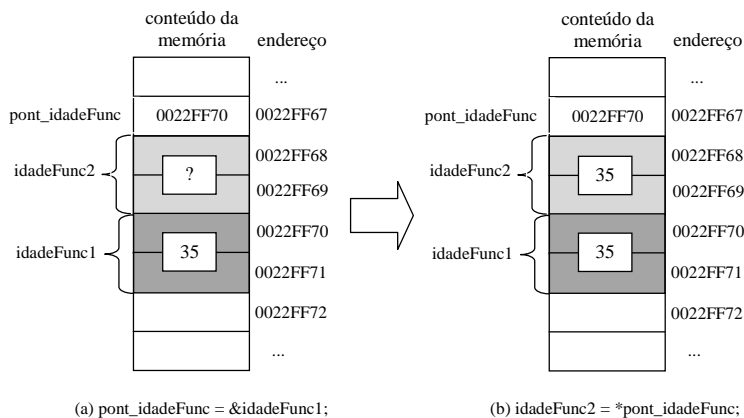 conteúdo da
memória
endereço
...
pont_idadeFunc
0022FF70
0022FF67
idadeFunc2
?
0022FF68
0022FF69
idadeFunc1
35
0022FF70
0022FF71
0022FF72
...
(a) pont_idadeFunc = &idadeFunc1;
conteúdo da
memória
endereço
...
pont_idadeFunc
0022FF70
0022FF67
idadeFunc2
35
0022FF68
0022FF69
idadeFunc1
35
0022FF70
0022FF71
0022FF72
...
(b) idadeFunc2 = *pont_idadeFunc;